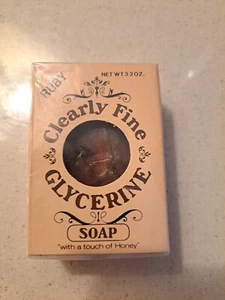 RUBY
NET WT.3.2OZ.
Clearly Fine
GLYCERINE
SOAP
"with a touch of Honey"